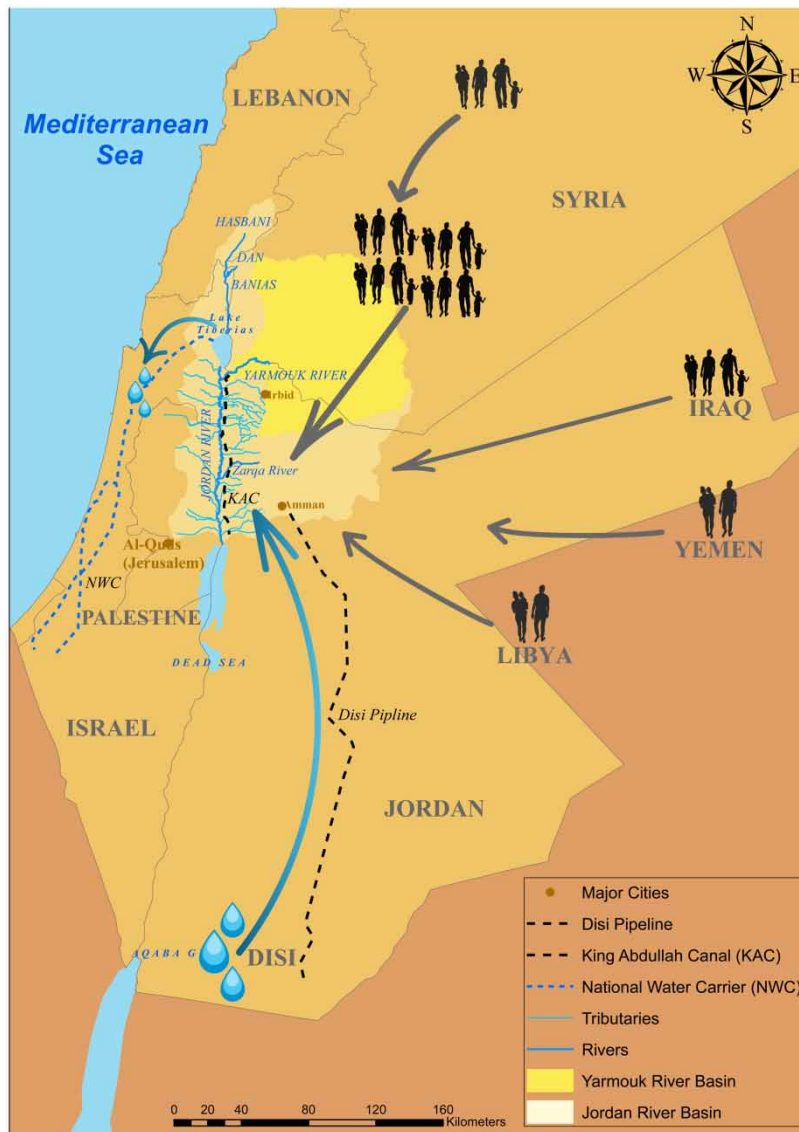 N
W E
S
LEBANON
Mediterranean
Sea
SYRIA
HASBANI
DAN
BANIAS
Lake
Tiberias
YARMOUK RIVER
Irbid
IRAQ
JORDAN RIVER
Zarqa River
KAC
Amman
YEMEN
Al-Quds
(Jerusalem)
NWC
PALESTINE
LIBYA
DEAD SEA
Disi Pipline
ISRAEL
JORDAN
AQABA G
DISI
Major Cities
Disi Pipeline
King Abdullah Canal (KAC)
National Water Carrier (NWC)
Tributaries
Rivers
Yarmouk River Basin
Jordan River Basin
0 20 40 80 120 160
Kilometers